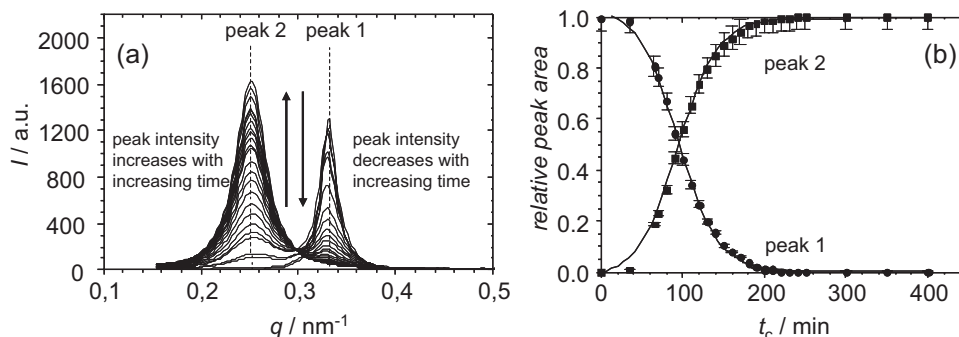 (a)
peak 2
peak 1
2000
1600
1200
800
400
0
I / a.u.
peak intensity
increases with
increasing time
peak intensity
decreases with
increasing time
0,1
0,2
0,3
0,4
0,5
q / nm⁻¹
(b)
1.0
0.8
0.6
0.4
0.2
0.0
relative peak area
peak 2
peak 1
0
100
200
300
400
t_c / min